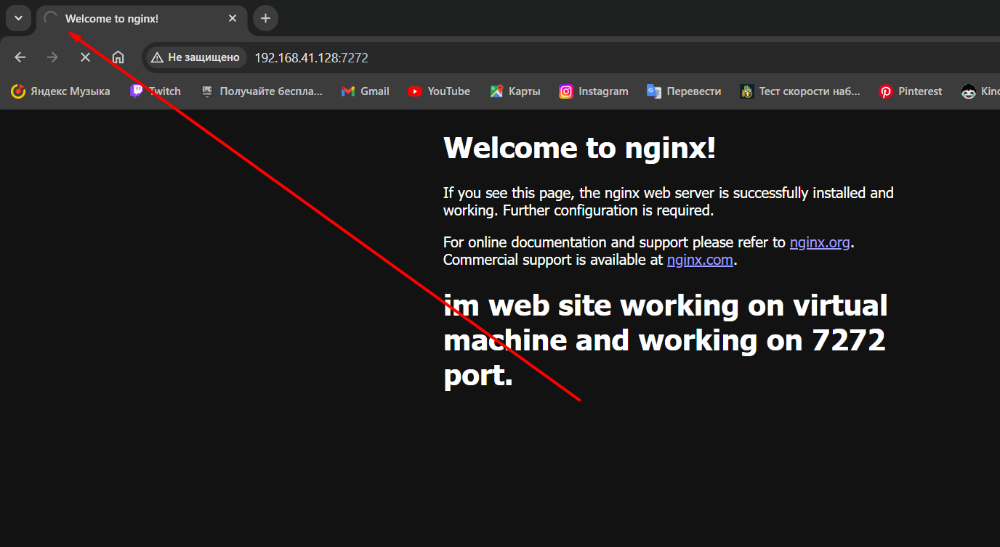 Welcome to nginx!
Не защищено 192.168.41.128:7272
Яндекс Музыка Twitch EPIC Получайте беспла... Gmail YouTube Карты Instagram Перевести Тест скорости наб... Pinterest Kino
Welcome to nginx!
If you see this page, the nginx web server is successfully installed and
working. Further configuration is required.
For online documentation and support please refer to nginx.org.
Commercial support is available at nginx.com.
im web site working on virtual
machine and working on 7272
port.